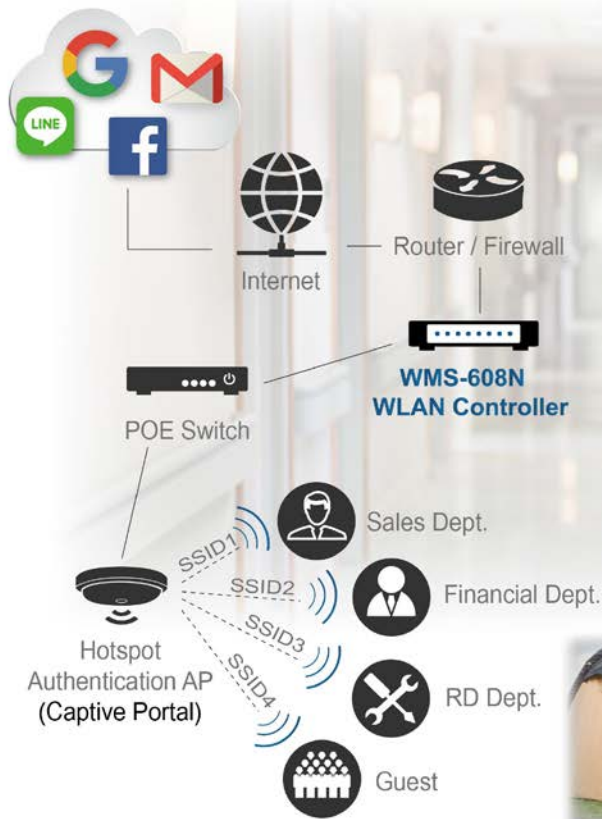 G
LINE
f
Internet
Router / Firewall
WMS-608N
WLAN Controller
POE Switch
SSID1
Sales Dept.
SSID2
Financial Dept.
SSID3
SSID4
Hotspot
Authentication AP
(Captive Portal)
RD Dept.
Guest